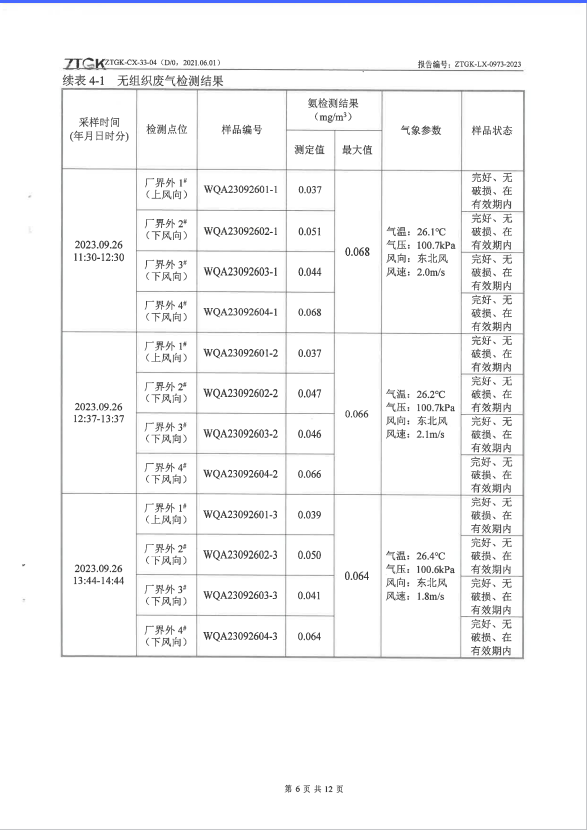 ZTGK ZTGK-CX-33-04（D/0，2021.06.01） 报告编号：ZTGK-LX-0973-2023
续表 4-1 无组织废气检测结果
采样时间
(年月日时分)
检测点位
样品编号
氨检测结果
（mg/m³）
测定值
最大值
气象参数
样品状态
2023.09.26
11:30-12:30
厂界外 1#
（上风向）
WQA23092601-1
0.037
完好、无
破损、在
有效期内
厂界外 2#
（下风向）
WQA23092602-1
0.051
完好、无
破损、在
有效期内
厂界外 3#
（下风向）
WQA23092603-1
0.044
完好、无
破损、在
有效期内
厂界外 4#
（下风向）
WQA23092604-1
0.068
完好、无
破损、在
有效期内
0.068
气温：26.1℃
气压：100.7kPa
风向：东北风
风速：2.0m/s
2023.09.26
12:37-13:37
厂界外 1#
（上风向）
WQA23092601-2
0.037
完好、无
破损、在
有效期内
厂界外 2#
（下风向）
WQA23092602-2
0.047
完好、无
破损、在
有效期内
厂界外 3#
（下风向）
WQA23092603-2
0.046
完好、无
破损、在
有效期内
厂界外 4#
（下风向）
WQA23092604-2
0.066
完好、无
破损、在
有效期内
0.066
气温：26.2℃
气压：100.7kPa
风向：东北风
风速：2.1m/s
2023.09.26
13:44-14:44
厂界外 1#
（上风向）
WQA23092601-3
0.039
完好、无
破损、在
有效期内
厂界外 2#
（下风向）
WQA23092602-3
0.050
完好、无
破损、在
有效期内
厂界外 3#
（下风向）
WQA23092603-3
0.041
完好、无
破损、在
有效期内
厂界外 4#
（下风向）
WQA23092604-3
0.064
完好、无
破损、在
有效期内
0.064
气温：26.4℃
气压：100.6kPa
风向：东北风
风速：1.8m/s
第 6 页 共 12 页